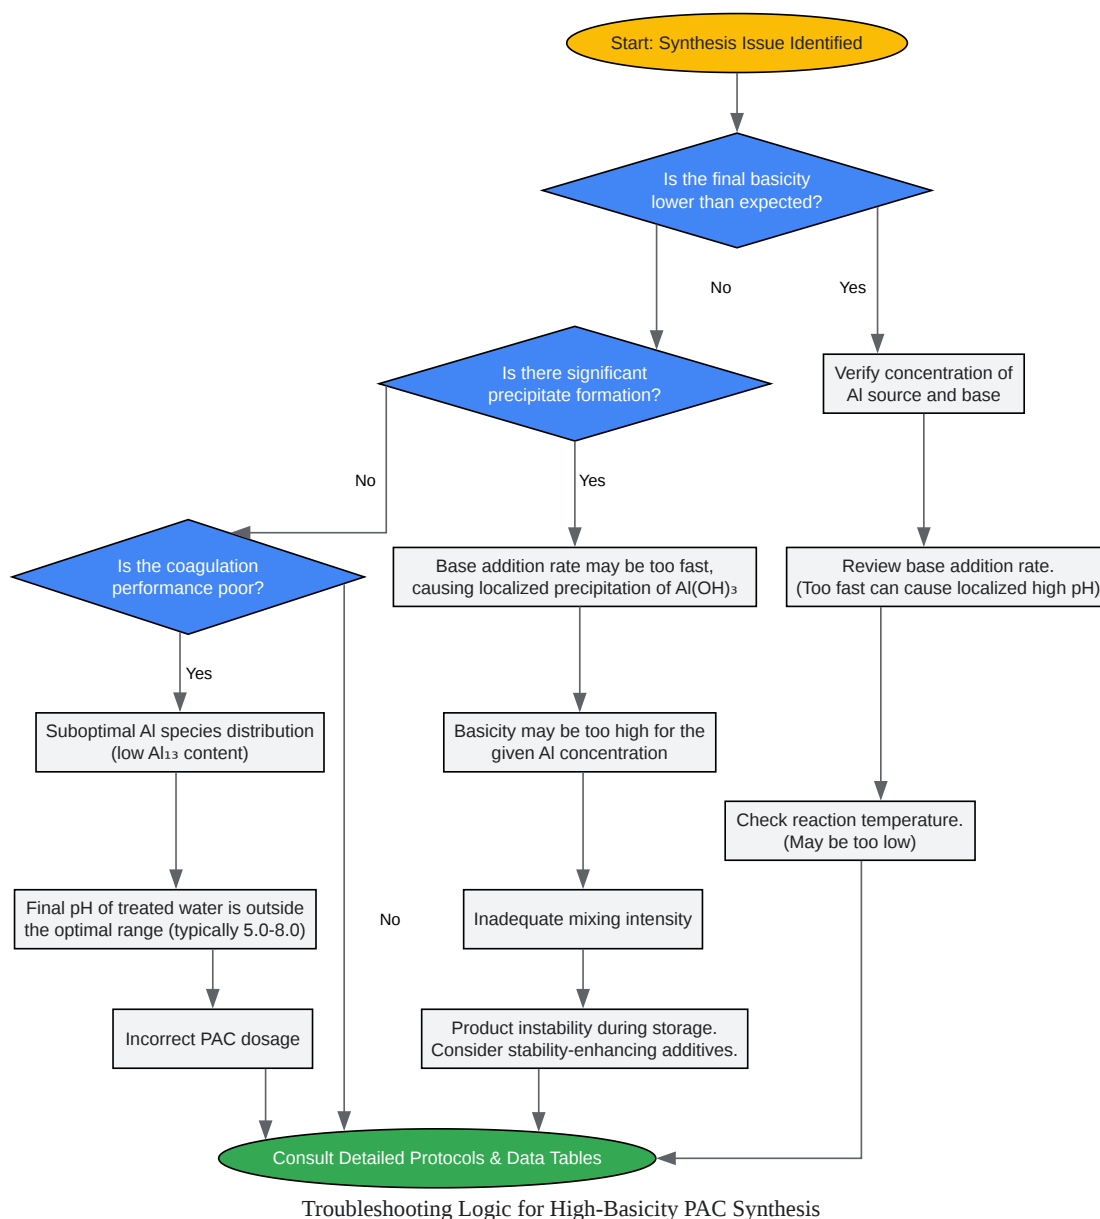 Start: Synthesis Issue Identified
Is the final basicity
lower than expected?
No
Yes
Is there significant
precipitate formation?
Verify concentration of
Al source and base
No
Yes
Is the coagulation
performance poor?
Base addition rate may be too fast,
causing localized precipitation of Al(OH)₃
Review base addition rate.
(Too fast can cause localized high pH)
Yes
Suboptimal Al species distribution
(low Al₁₃ content)
Basicity may be too high for the
given Al concentration
Check reaction temperature.
(May be too low)
Final pH of treated water is outside
the optimal range (typically 5.0-8.0)
No
Inadequate mixing intensity
Incorrect PAC dosage
Product instability during storage.
Consider stability-enhancing additives.
Consult Detailed Protocols & Data Tables
Troubleshooting Logic for High-Basicity PAC Synthesis